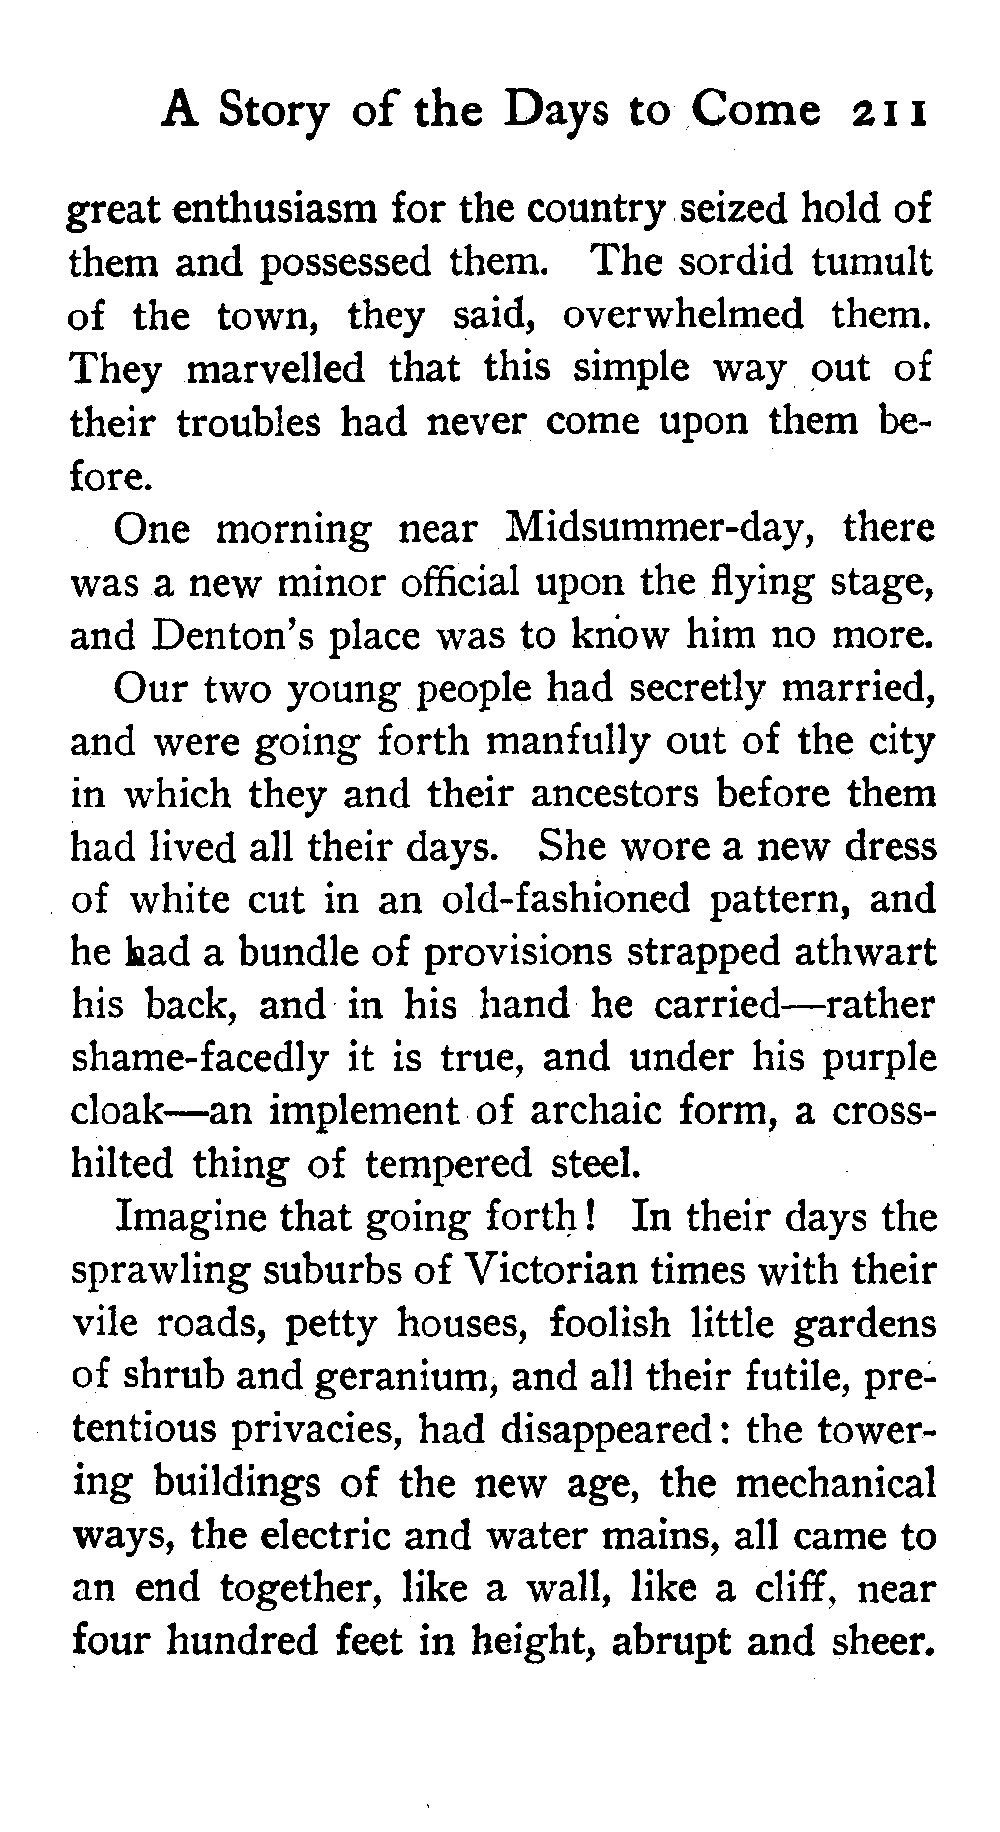 A Story of the Days to Come 211
great enthusiasm for the country seized hold of
them and possessed them. The sordid tumult
of the town, they said, overwhelmed them.
They marvelled that this simple way out of
their troubles had never come upon them be-
fore.
One morning near Midsummer-day, there
was a new minor official upon the flying stage,
and Denton's place was to know him no more.
Our two young people had secretly married,
and were going forth manfully out of the city
in which they and their ancestors before them
had lived all their days. She wore a new dress
of white cut in an old-fashioned pattern, and
he had a bundle of provisions strapped athwart
his back, and in his hand he carried—rather
shame-facedly it is true, and under his purple
cloak—an implement of archaic form, a cross-
hilted thing of tempered steel.
Imagine that going forth! In their days the
sprawling suburbs of Victorian times with their
vile roads, petty houses, foolish little gardens
of shrub and geranium, and all their futile, pre-
tentious privacies, had disappeared: the tower-
ing buildings of the new age, the mechanical
ways, the electric and water mains, all came to
an end together, like a wall, like a cliff, near
four hundred feet in height, abrupt and sheer.